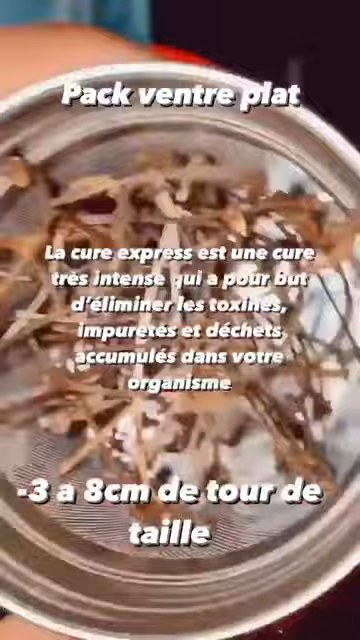 Pack ventre plat
La cure express est une cure
très intense qui a pour but
d'éliminer les toxines,
impuretés et déchets
accumulés dans votre
organisme
-3 a 8cm de tour de
taille